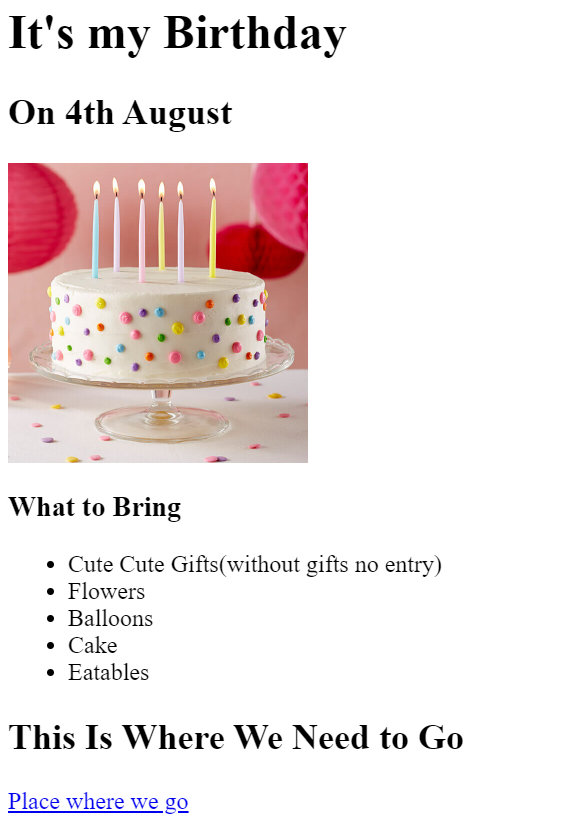 It's my Birthday
On 4th August
What to Bring
Cute Cute Gifts(without gifts no entry)
Flowers
Balloons
Cake
Eatables
This Is Where We Need to Go
Place where we go